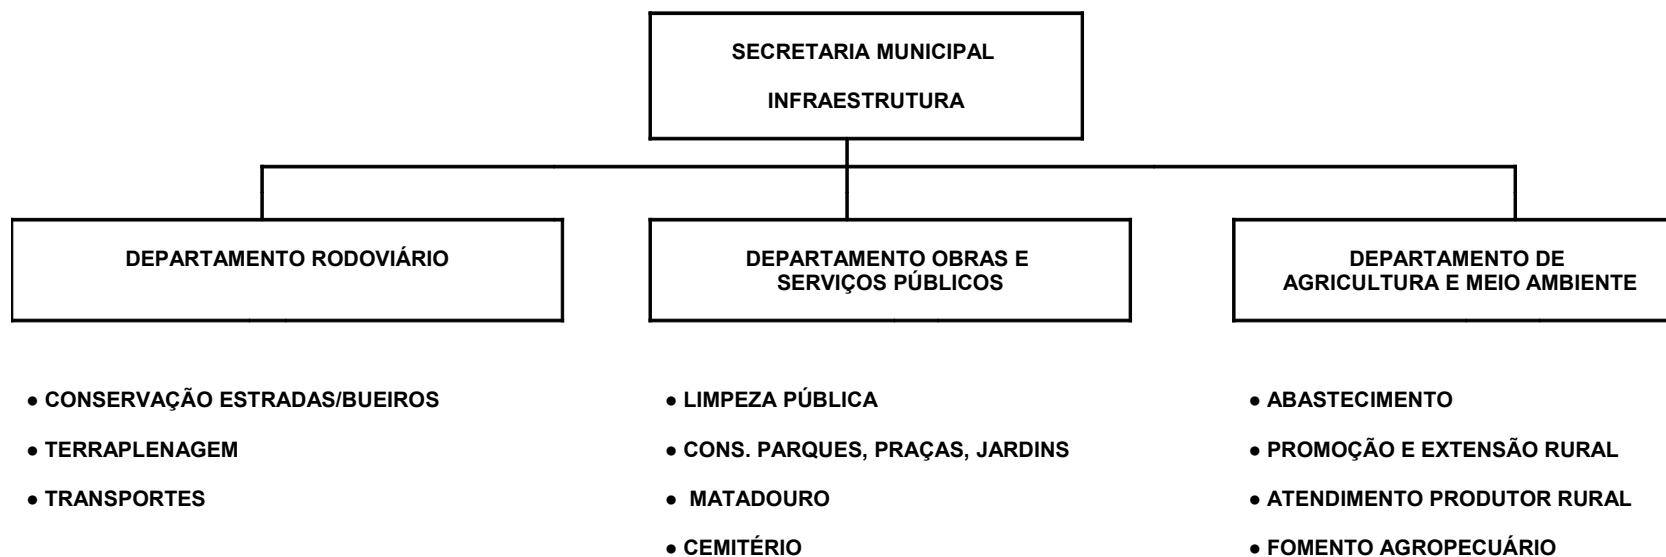 SECRETARIA MUNICIPAL
INFRAESTRUTURA
DEPARTAMENTO RODOVIÁRIO
DEPARTAMENTO OBRAS E
SERVIÇOS PÚBLICOS
DEPARTAMENTO DE
AGRICULTURA E MEIO AMBIENTE
● CONSERVAÇÃO ESTRADAS/BUEIROS
● TERRAPLENAGEM
● TRANSPORTES
● LIMPEZA PÚBLICA
● CONS. PARQUES, PRAÇAS, JARDINS
● MATADOURO
● CEMITÉRIO
● ABASTECIMENTO
● PROMOÇÃO E EXTENSÃO RURAL
● ATENDIMENTO PRODUTOR RURAL
● FOMENTO AGROPECUÁRIO